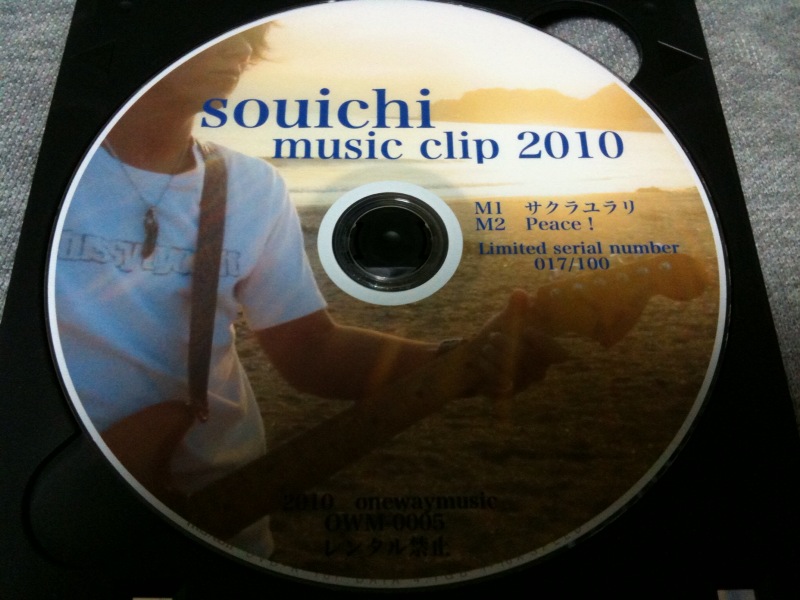 souichi
music clip 2010
M1 サクラユラリ
M2 Peace!
Limited serial number
017/100
2010 onewaymusic
OWM-0005
レンタル禁止